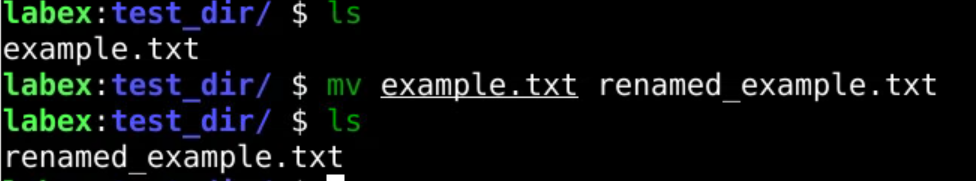 labex:test_dir/ $ ls
example.txt
labex:test_dir/ $ mv example.txt renamed_example.txt
labex:test_dir/ $ ls
renamed_example.txt